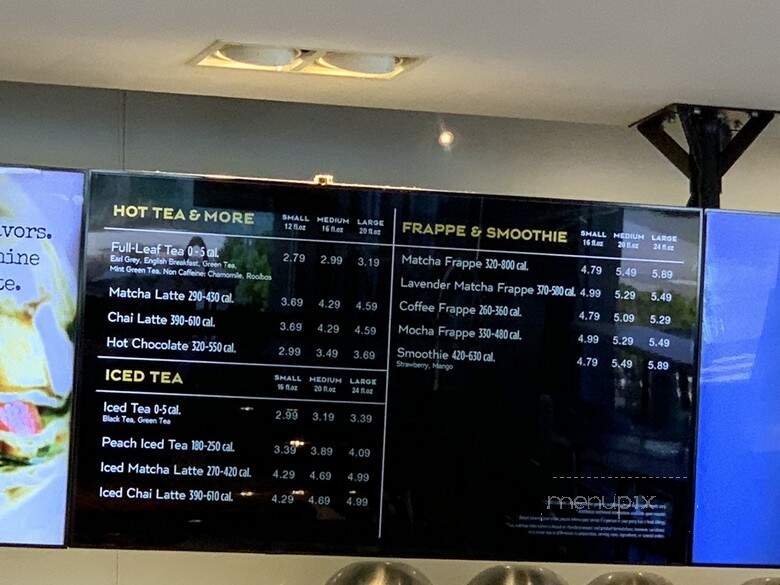 avors.
nine
te.
HOT TEA & MORE SMALL 12 fl.oz MEDIUM 16 fl.oz LARGE 20 fl.oz
Full-Leaf Tea 0-5 cal. 2.79 2.99 3.19
Earl Grey, English Breakfast, Green Tea,
Mint Green Tea, Non Caffeine: Chamomile, Rooibos
Matcha Latte 290-430 cal. 3.69 4.29 4.59
Chai Latte 390-610 cal. 3.69 4.29 4.59
Hot Chocolate 320-550 cal. 2.99 3.49 3.69
ICED TEA SMALL 16 fl.oz MEDIUM 20 fl.oz LARGE 24 fl.oz
Iced Tea 0-5 cal. 2.99 3.19 3.39
Black Tea, Green Tea
Peach Iced Tea 180-250 cal. 3.39 3.89 4.09
Iced Matcha Latte 270-420 cal. 4.29 4.69 4.99
Iced Chai Latte 390-610 cal. 4.29 4.69 4.99
FRAPPE & SMOOTHIE SMALL 16 fl.oz MEDIUM 20 fl.oz LARGE 24 fl.oz
Matcha Frappe 320-800 cal. 4.79 5.49 5.89
Lavender Matcha Frappe 370-580 cal. 4.99 5.29 5.49
Coffee Frappe 260-360 cal. 4.79 5.09 5.29
Mocha Frappe 330-480 cal. 4.99 5.29 5.49
Smoothie 420-630 cal. 4.79 5.49 5.89
Strawberry, Mango
menupix